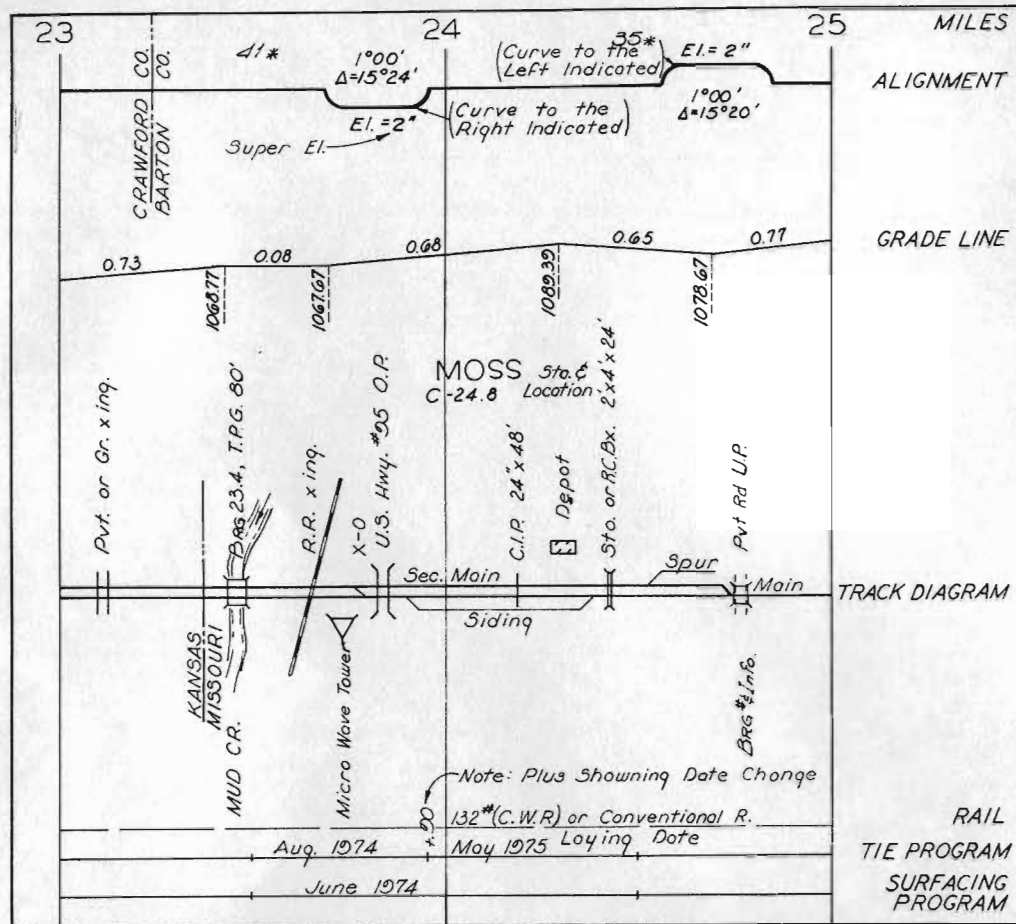 23 24 25 MILES
CRAWFORD CO.
BARTON CO.
41*
1°00'
Δ=15°24'
El.=2"
Super El.
(Curve to the
Right Indicated)
(Curve to the
Left Indicated)
35*
El.=2"
1°00'
Δ=15°20'
ALIGNMENT
0.73 0.08 0.68 0.65 0.77
GRADE LINE
1068.77
1067.67
1089.39
1078.67
MOSS
C-24.8
Sta. &
Location
Pvt. or Gr. x ing.
BRG 23.4, T.P.G. 80'
R.R. x ing.
X-O
U.S. Hwy. #95 O.P.
C.I.P. 24" x 48'
Depot
Sto. or R.C.Bx. 2'x4'x24'
Pvt Rd U.P.
Sec. Main
Spur
Main
Siding
TRACK DIAGRAM
KANSAS
MISSOURI
MUD CR.
Micro Wave Tower
BRG # & Info.
Note: Plus Showning Date Change
+.90
132#(C.W.R) or Conventional R.
Laying Date
RAIL
Aug. 1974 May 1975
TIE PROGRAM
June 1974
SURFACING
PROGRAM